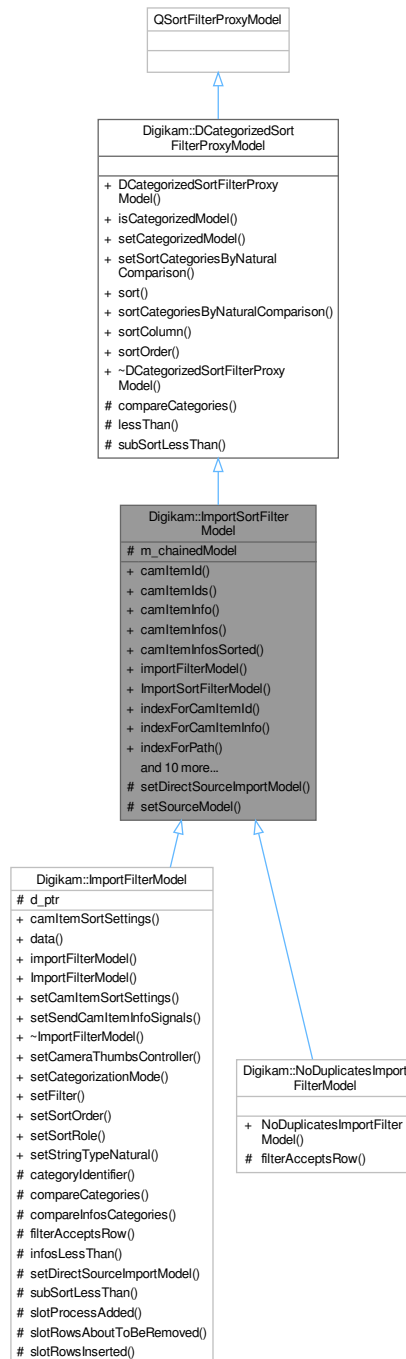 QSortFilterProxyModel
Digikam::DCategorizedSort
FilterProxyModel
+ DCategorizedSortFilterProxy
Model()
+ isCategorizedModel()
+ setCategorizedModel()
+ setSortCategoriesByNatural
Comparison()
+ sort()
+ sortCategoriesByNaturalComparison()
+ sortColumn()
+ sortOrder()
+ ~DCategorizedSortFilterProxy
Model()
# compareCategories()
# lessThan()
# subSortLessThan()
Digikam::ImportSortFilter
Model
# m_chainedModel
+ camItemId()
+ camItemIds()
+ camItemInfo()
+ camItemInfos()
+ camItemInfosSorted()
+ importFilterModel()
+ ImportSortFilterModel()
+ indexForCamItemId()
+ indexForCamItemInfo()
+ indexForPath()
and 10 more...
# setDirectSourceImportModel()
# setSourceModel()
Digikam::ImportFilterModel
# d_ptr
+ camItemSortSettings()
+ data()
+ importFilterModel()
+ ImportFilterModel()
+ setCamItemSortSettings()
+ setSendCamItemInfoSignals()
+ ~ImportFilterModel()
+ setCameraThumbsController()
+ setCategorizationMode()
+ setFilter()
+ setSortOrder()
+ setSortRole()
+ setStringTypeNatural()
# categoryIdentifier()
# compareCategories()
# compareInfosCategories()
# filterAcceptsRow()
# infosLessThan()
# setDirectSourceImportModel()
# subSortLessThan()
# slotProcessAdded()
# slotRowsAboutToBeRemoved()
# slotRowsInserted()
Digikam::NoDuplicatesImport
FilterModel
+ NoDuplicatesImportFilter
Model()
# filterAcceptsRow()